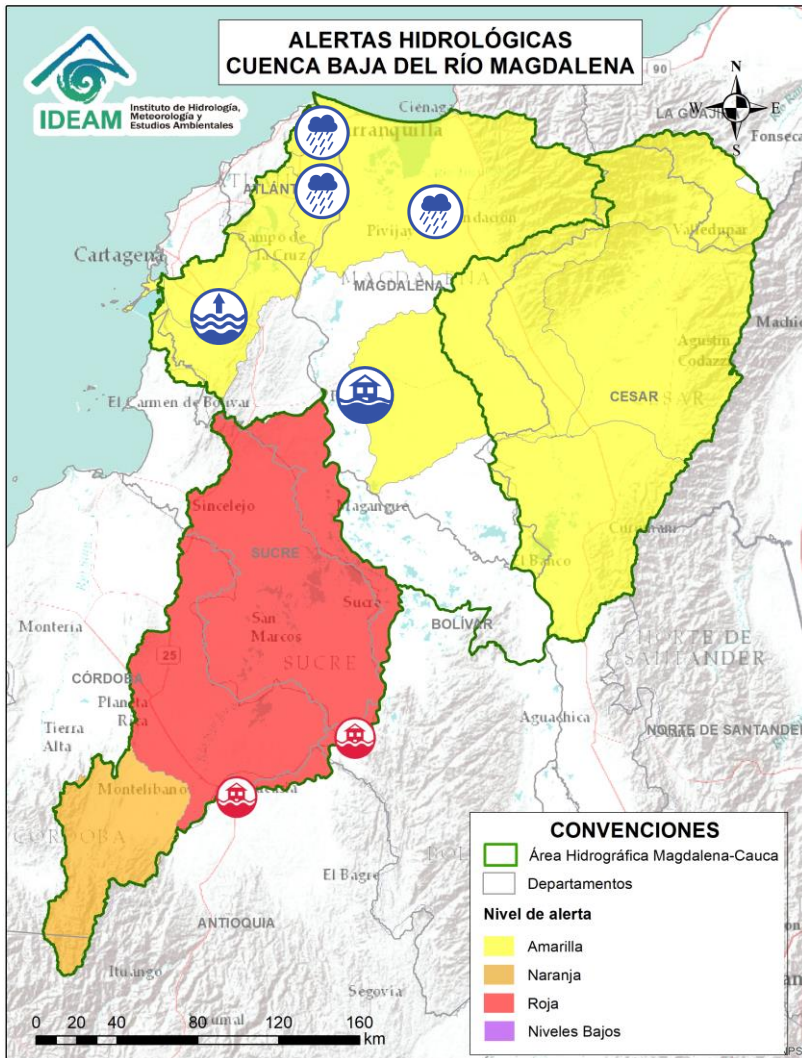 ALERTAS HIDROLÓGICAS
CUENCA BAJA DEL RÍO MAGDALENA
IDEAM
Instituto de Hidrología,
Meteorología y
Estudios Ambientales
90
N
W
E
S
Ciénaga
LA GUAJIRA
Fonseca
Valledupar
Pivijay
Campo de
la Cruz
Cartagena
MAGDALENA
MAGDALENA
Agustín
Codazzi
CESAR
El Carmen de Bolívar
Sincelejo
Magangué
SUCRE
El Banco
Sucre
San
Marcos
BOLÍVAR
Montería
25
SUCRE
NORTE DE
SANTANDER
CÓRDOBA
Planeta
Rica
Tierra
Alta
Aguachica
NORTE DE SANTANDER
Montelíbano
CÓRDOBA
El Bagre
ANTIOQUIA
Ituango
Segovia
CONVENCIONES
Área Hidrográfica Magdalena-Cauca
Departamentos
Nivel de alerta
Amarilla
Naranja
Roja
Niveles Bajos
0 20 40 80 120 160
km